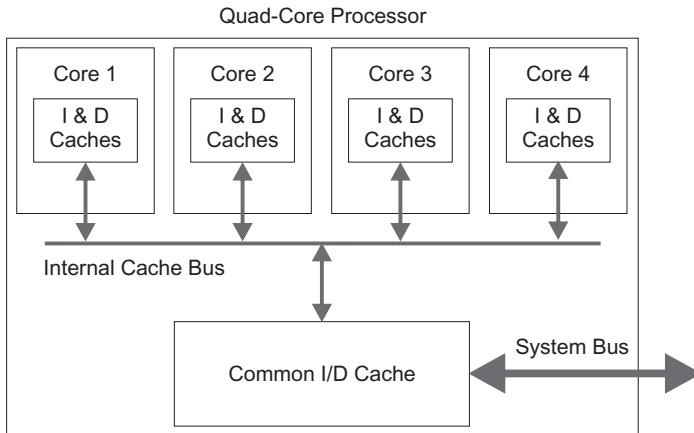 Quad-Core Processor
Core 1
I & D
Caches
Core 2
I & D
Caches
Core 3
I & D
Caches
Core 4
I & D
Caches
Internal Cache Bus
Common I/D Cache
System Bus